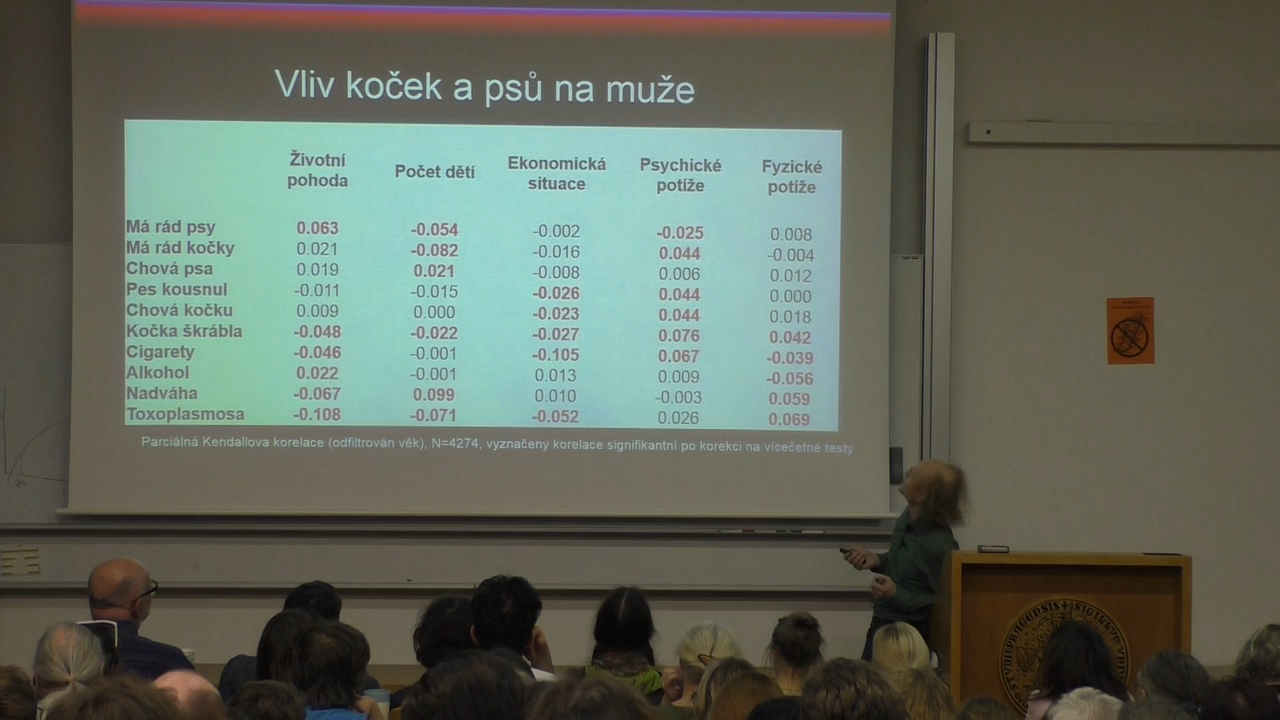 Vliv koček a psů na muže
Životní pohoda Počet dětí Ekonomická situace Psychické potíže Fyzické potíže
Má rád psy 0.063 -0.054 -0.002 -0.025 0.008
Má rád kočky 0.021 -0.082 -0.016 0.044 -0.004
Chová psa 0.019 0.021 -0.008 0.006 0.012
Pes kousnul -0.011 -0.015 -0.026 0.044 0.000
Chová kočku 0.009 0.000 -0.023 0.044 0.018
Kočka škrábla -0.048 -0.022 -0.027 0.076 0.042
Cigarety -0.046 -0.001 -0.105 0.067 -0.039
Alkohol 0.022 -0.001 0.013 0.009 -0.056
Nadváha -0.067 0.099 0.010 -0.003 0.059
Toxoplasmosa -0.108 -0.071 -0.052 0.026 0.069
Parciálná Kendallova korelace (odfiltrován věk), N=4274, vyznačeny korelace signifikantní po korekci na vícečetné testy